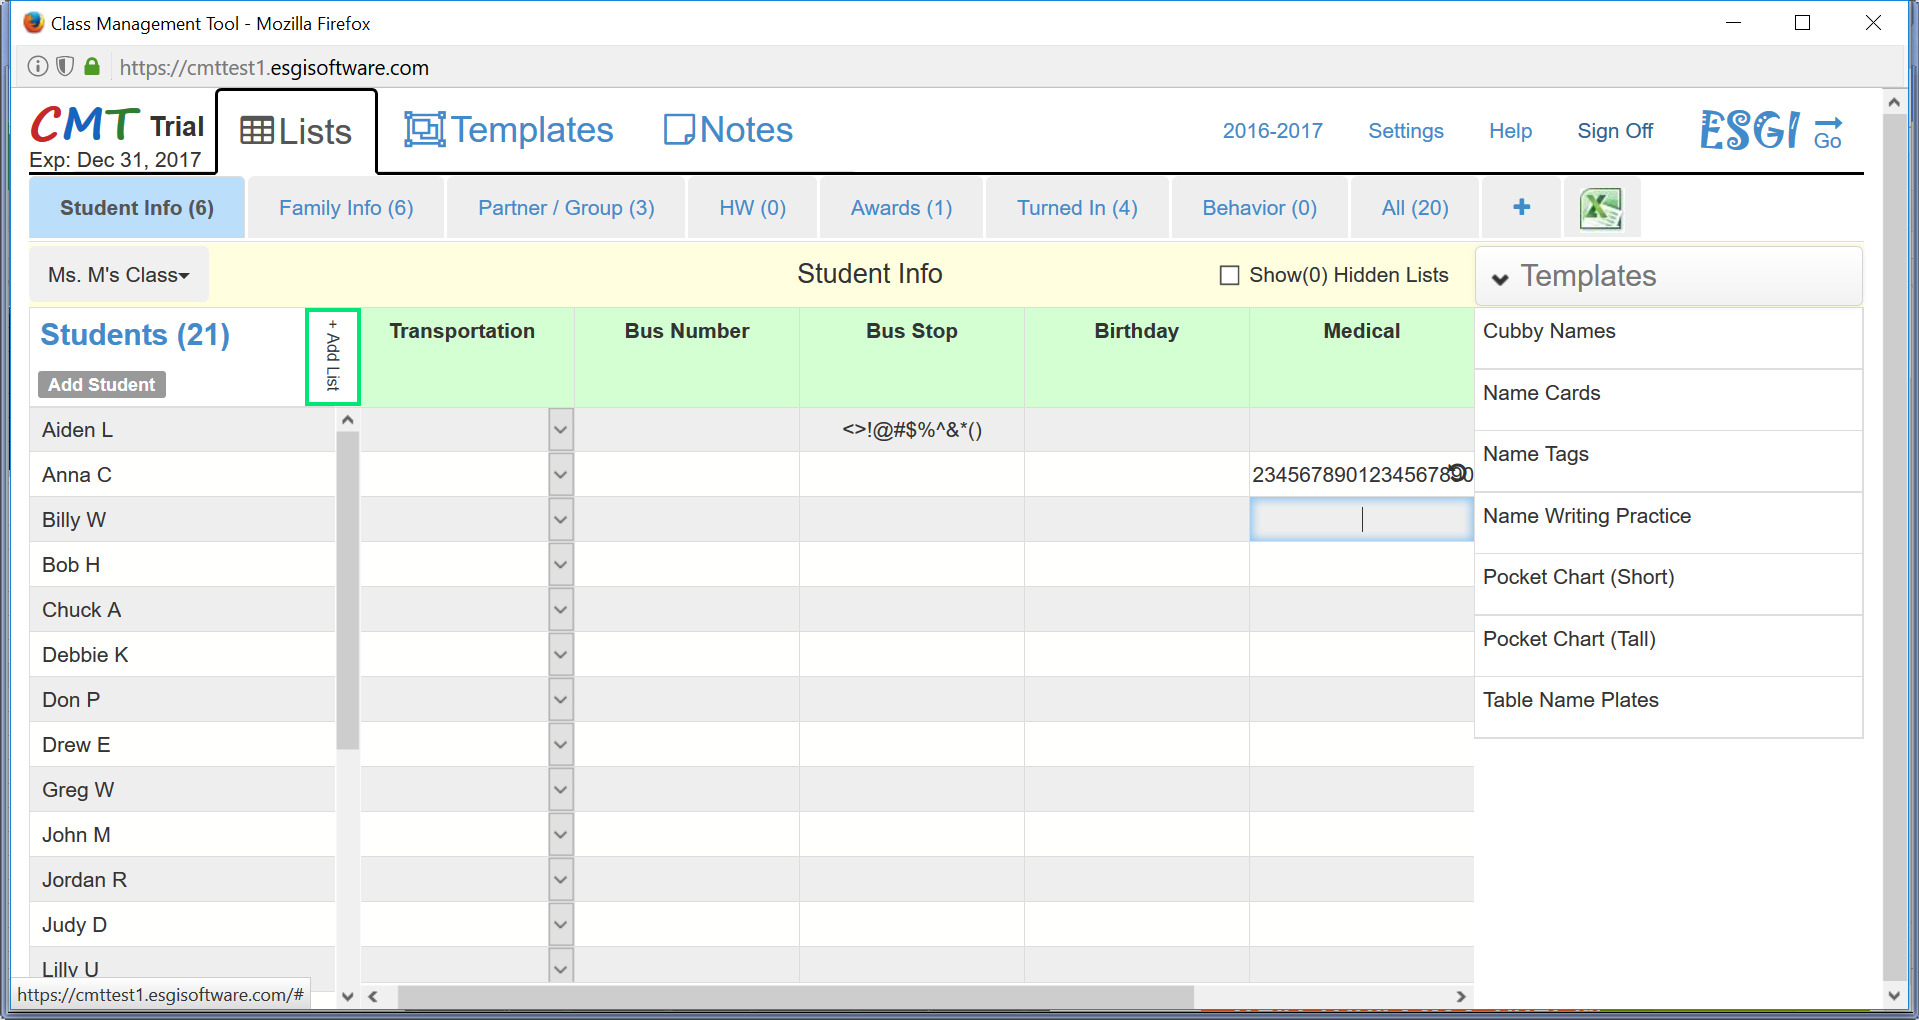 Class Management Tool - Mozilla Firefox
https://cmttest1.esgisoftware.com
CMT Trial
Exp: Dec 31, 2017
Lists
Templates
Notes
2016-2017
Settings
Help
Sign Off
ESGI
Go
Student Info (6)
Family Info (6)
Partner / Group (3)
HW (0)
Awards (1)
Turned In (4)
Behavior (0)
All (20)
+
Ms. M's Class
Student Info
Show(0) Hidden Lists
Templates
Students (21)
Add Student
+ Add List
Transportation
Bus Number
Bus Stop
Birthday
Medical
Aiden L
<>!@#$%^&*()
Anna C
23456789012345678901
Billy W
Bob H
Chuck A
Debbie K
Don P
Drew E
Greg W
John M
Jordan R
Judy D
Lilly U
Cubby Names
Name Cards
Name Tags
Name Writing Practice
Pocket Chart (Short)
Pocket Chart (Tall)
Table Name Plates
https://cmttest1.esgisoftware.com/#